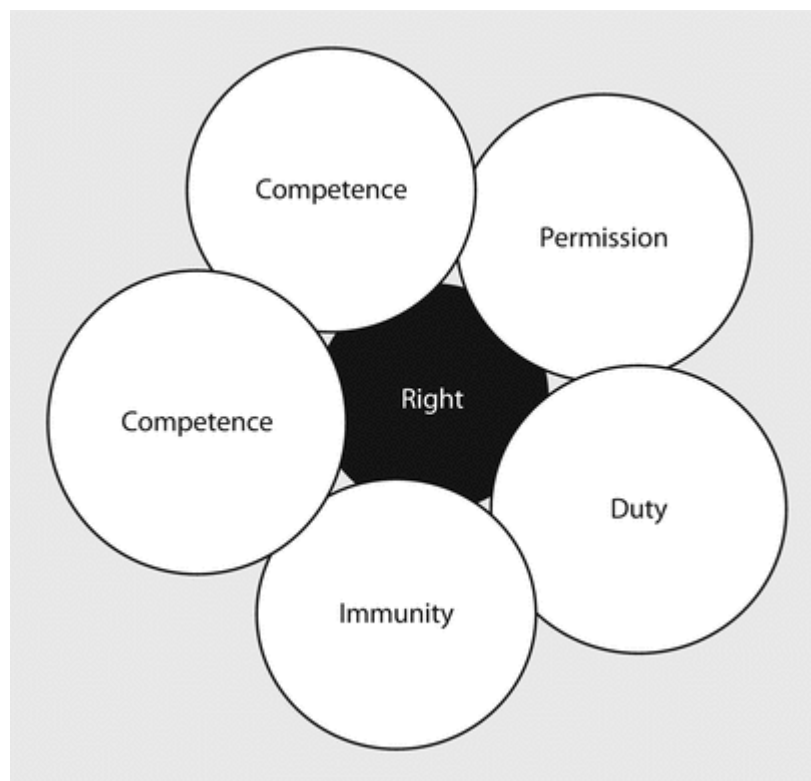 Competence
Permission
Right
Competence
Duty
Immunity